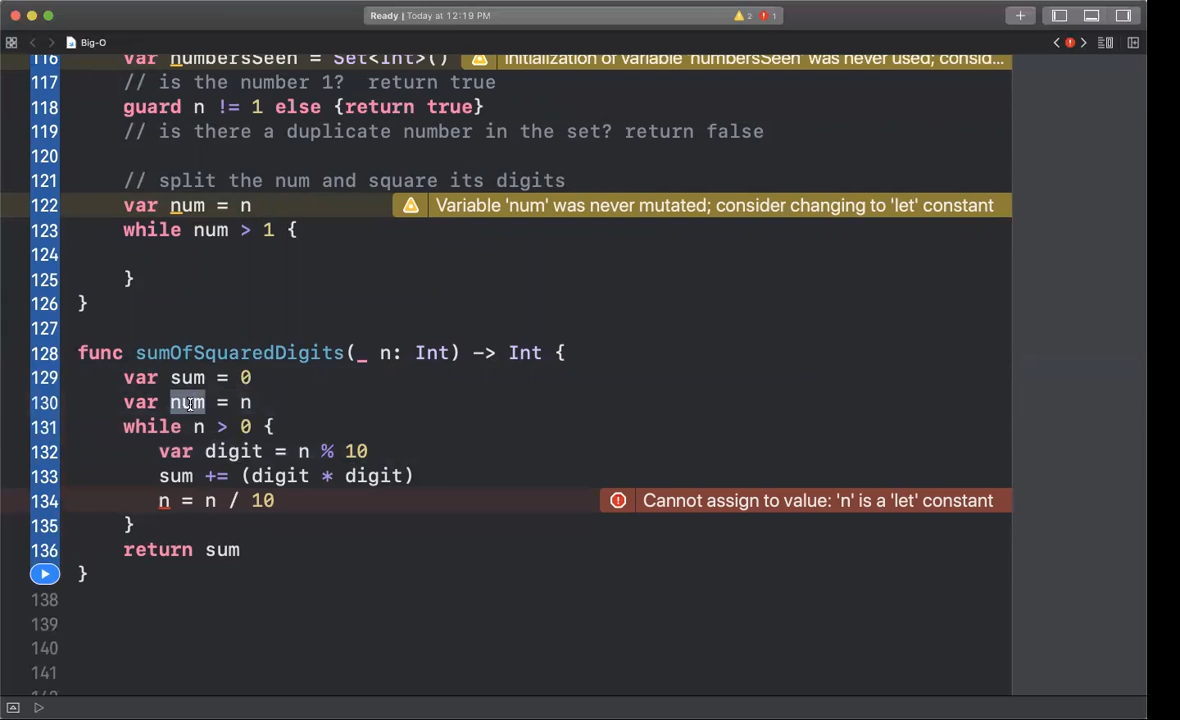 Ready | Today at 12:19 PM
2
1
Big-O
116 var numbersSeen = Set<Int>() Initialization of variable 'numbersSeen' was never used; consid...
117 // is the number 1?  return true
118 guard n != 1 else {return true}
119 // is there a duplicate number in the set? return false
120
121 // split the num and square its digits
122 var num = n Variable 'num' was never mutated; consider changing to 'let' constant
123 while num > 1 {
124
125 }
126 }
127
128 func sumOfSquaredDigits(_ n: Int) -> Int {
129 var sum = 0
130 var num = n
131 while n > 0 {
132 var digit = n % 10
133 sum += (digit * digit)
134 n = n / 10 Cannot assign to value: 'n' is a 'let' constant
135 }
136 return sum
}
138
139
140
141